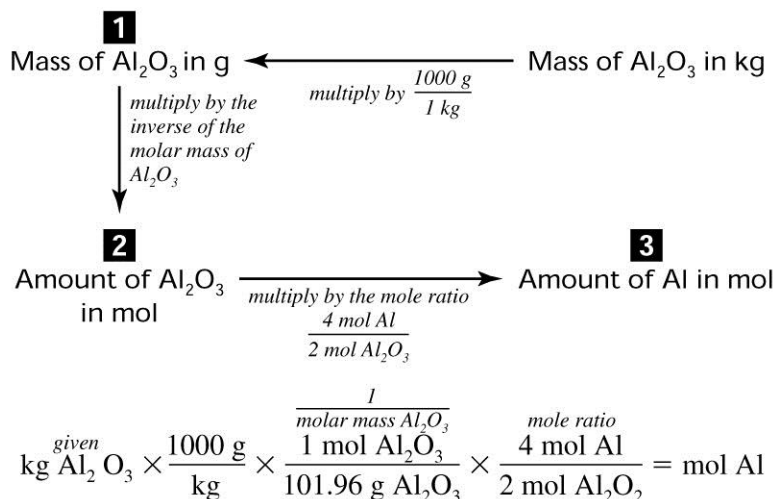 1
Mass of Al₂O₃ in g
Mass of Al₂O₃ in kg
multiply by 1000 g / 1 kg
multiply by the
inverse of the
molar mass of
Al₂O₃
2
Amount of Al₂O₃
in mol
3
Amount of Al in mol
multiply by the mole ratio
4 mol Al
2 mol Al₂O₃
1
molar mass Al₂O₃
given
mole ratio
kg Al₂ O₃ × 1000 g / kg × 1 mol Al₂O₃ / 101.96 g Al₂O₃ × 4 mol Al / 2 mol Al₂O₂ = mol Al